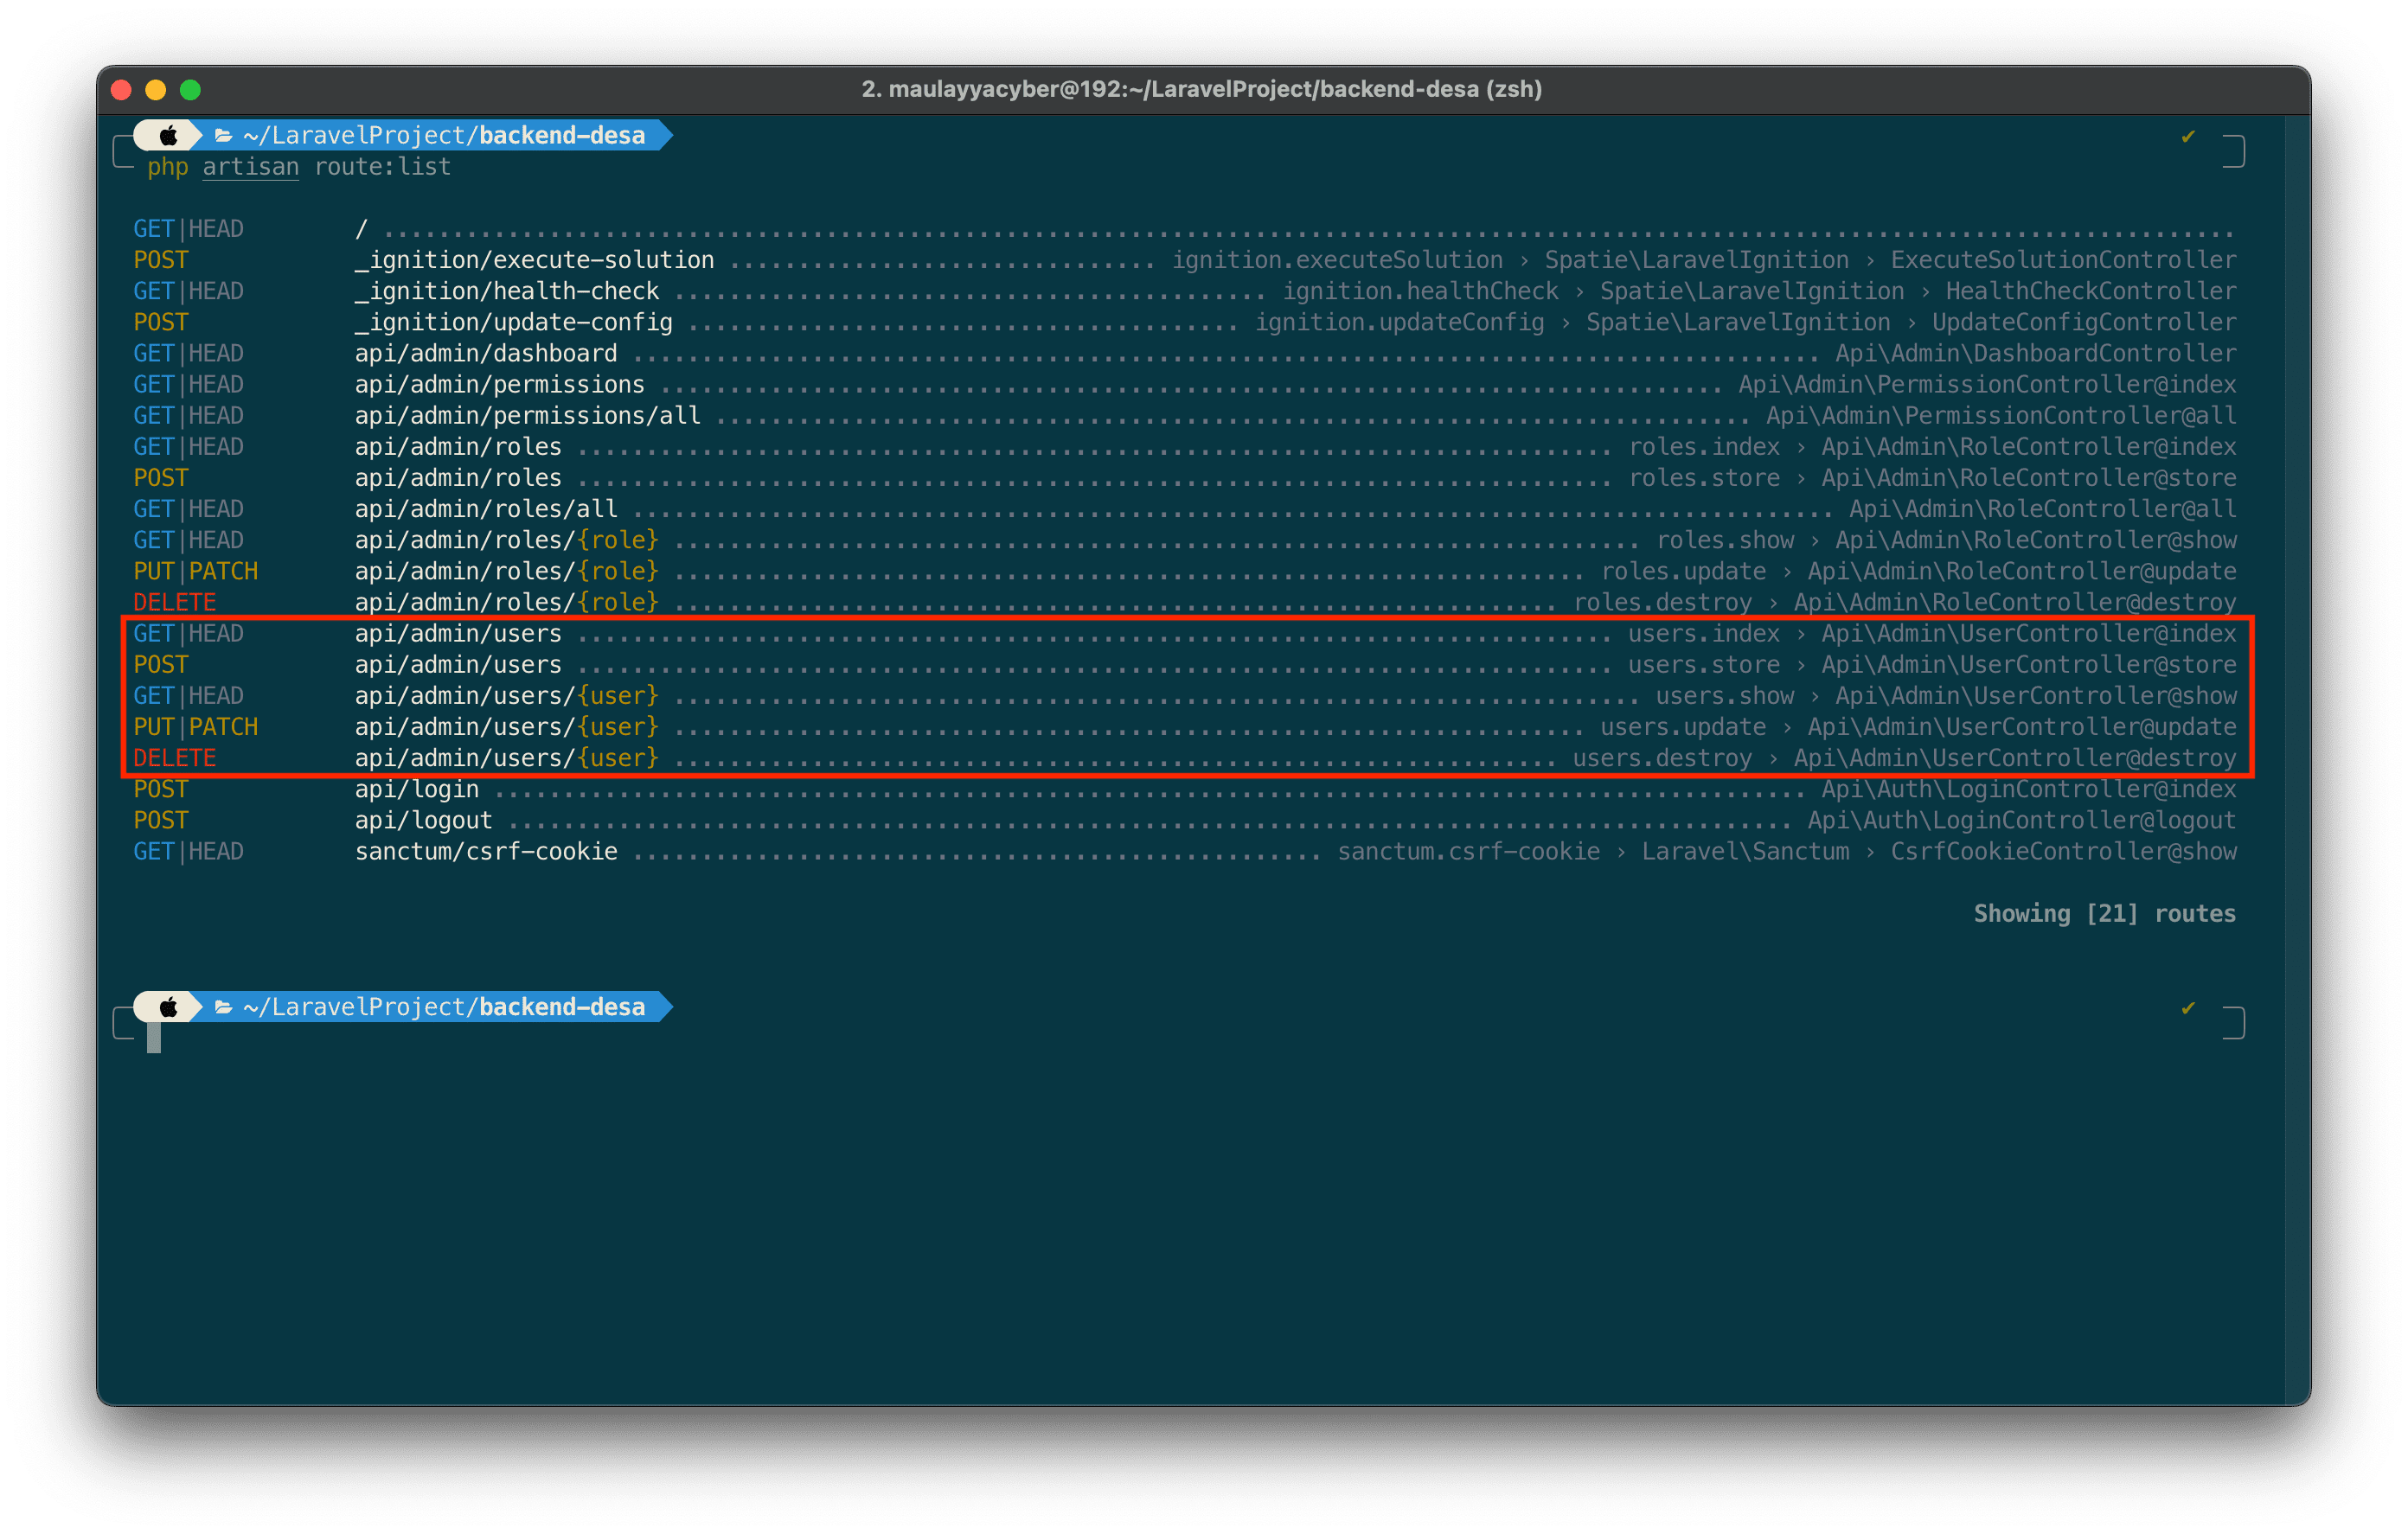 2. maulayyacyber@192:~/LaravelProject/backend-desa (zsh)
~/LaravelProject/backend-desa ✔
php artisan route:list
GET|HEAD / ........................................................................................................................................
POST _ignition/execute-solution ............................... ignition.executeSolution › Spatie\LaravelIgnition › ExecuteSolutionController
GET|HEAD _ignition/health-check ........................................... ignition.healthCheck › Spatie\LaravelIgnition › HealthCheckController
POST _ignition/update-config ........................................ ignition.updateConfig › Spatie\LaravelIgnition › UpdateConfigController
GET|HEAD api/admin/dashboard ...................................................................................... Api\Admin\DashboardController
GET|HEAD api/admin/permissions ............................................................................. Api\Admin\PermissionController@index
GET|HEAD api/admin/permissions/all ........................................................................... Api\Admin\PermissionController@all
GET|HEAD api/admin/roles ........................................................................... roles.index › Api\Admin\RoleController@index
POST api/admin/roles ........................................................................... roles.store › Api\Admin\RoleController@store
GET|HEAD api/admin/roles/all ....................................................................................... Api\Admin\RoleController@all
GET|HEAD api/admin/roles/{role} ...................................................................... roles.show › Api\Admin\RoleController@show
PUT|PATCH api/admin/roles/{role} .................................................................. roles.update › Api\Admin\RoleController@update
DELETE api/admin/roles/{role} ................................................................ roles.destroy › Api\Admin\RoleController@destroy
GET|HEAD api/admin/users ........................................................................... users.index › Api\Admin\UserController@index
POST api/admin/users ........................................................................... users.store › Api\Admin\UserController@store
GET|HEAD api/admin/users/{user} ...................................................................... users.show › Api\Admin\UserController@show
PUT|PATCH api/admin/users/{user} .................................................................. users.update › Api\Admin\UserController@update
DELETE api/admin/users/{user} ................................................................ users.destroy › Api\Admin\UserController@destroy
POST api/login ............................................................................................... Api\Auth\LoginController@index
POST api/logout ............................................................................................. Api\Auth\LoginController@logout
GET|HEAD sanctum/csrf-cookie .................................................. sanctum.csrf-cookie › Laravel\Sanctum › CsrfCookieController@show
Showing [21] routes
~/LaravelProject/backend-desa ✔